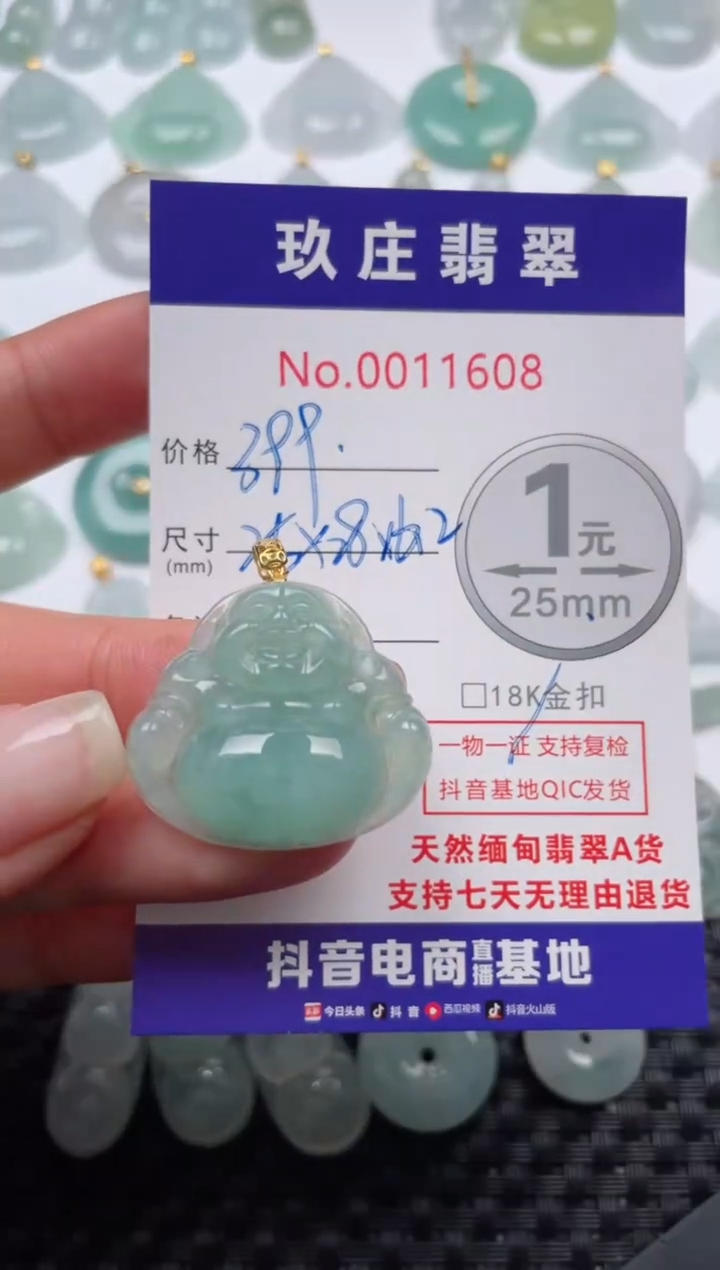 玖庄翡翠
No.0011608
价格 399.
尺寸
(mm)
1元
25mm
□18K金扣
一物一证 支持复检
抖音基地QIC发货
天然缅甸翡翠A货
支持七天无理由退货
抖音电商直播基地
今日头条 抖音 西瓜视频 抖音火山版